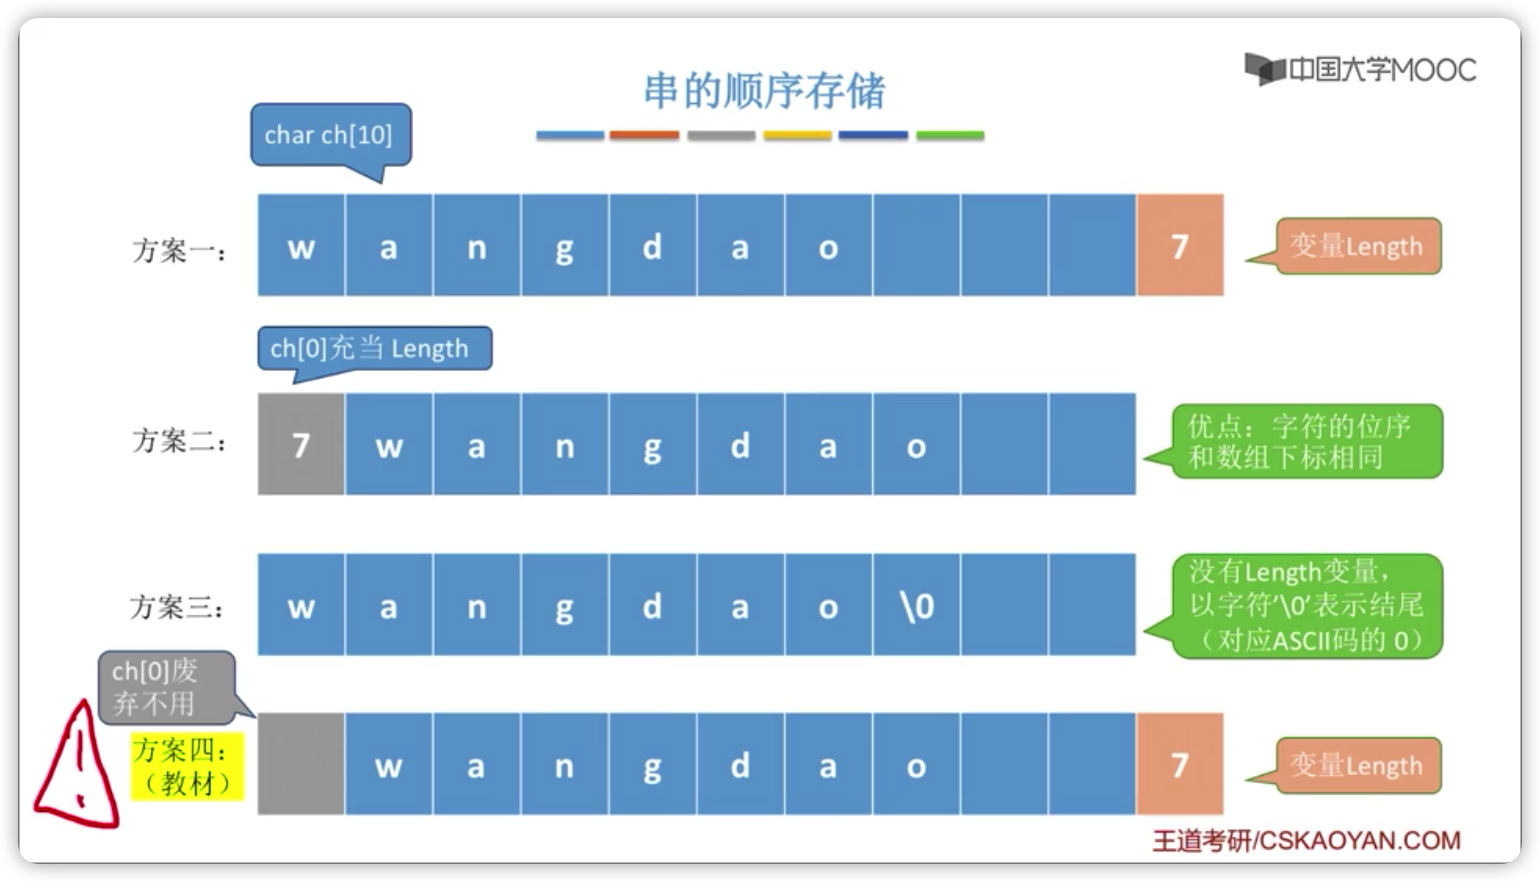 中国大学MOOC
串的顺序存储
char ch[10]
方案一：
w a n g d a o 7
变量Length
ch[0]充当 Length
方案二：
7 w a n g d a o
优点：字符的位序
和数组下标相同
方案三：
w a n g d a o \0
没有Length变量，
以字符'\0'表示结尾
（对应ASCII码的 0）
ch[0]废
弃不用
方案四：
（教材）
w a n g d a o 7
变量Length
王道考研/CSKAOYAN.COM